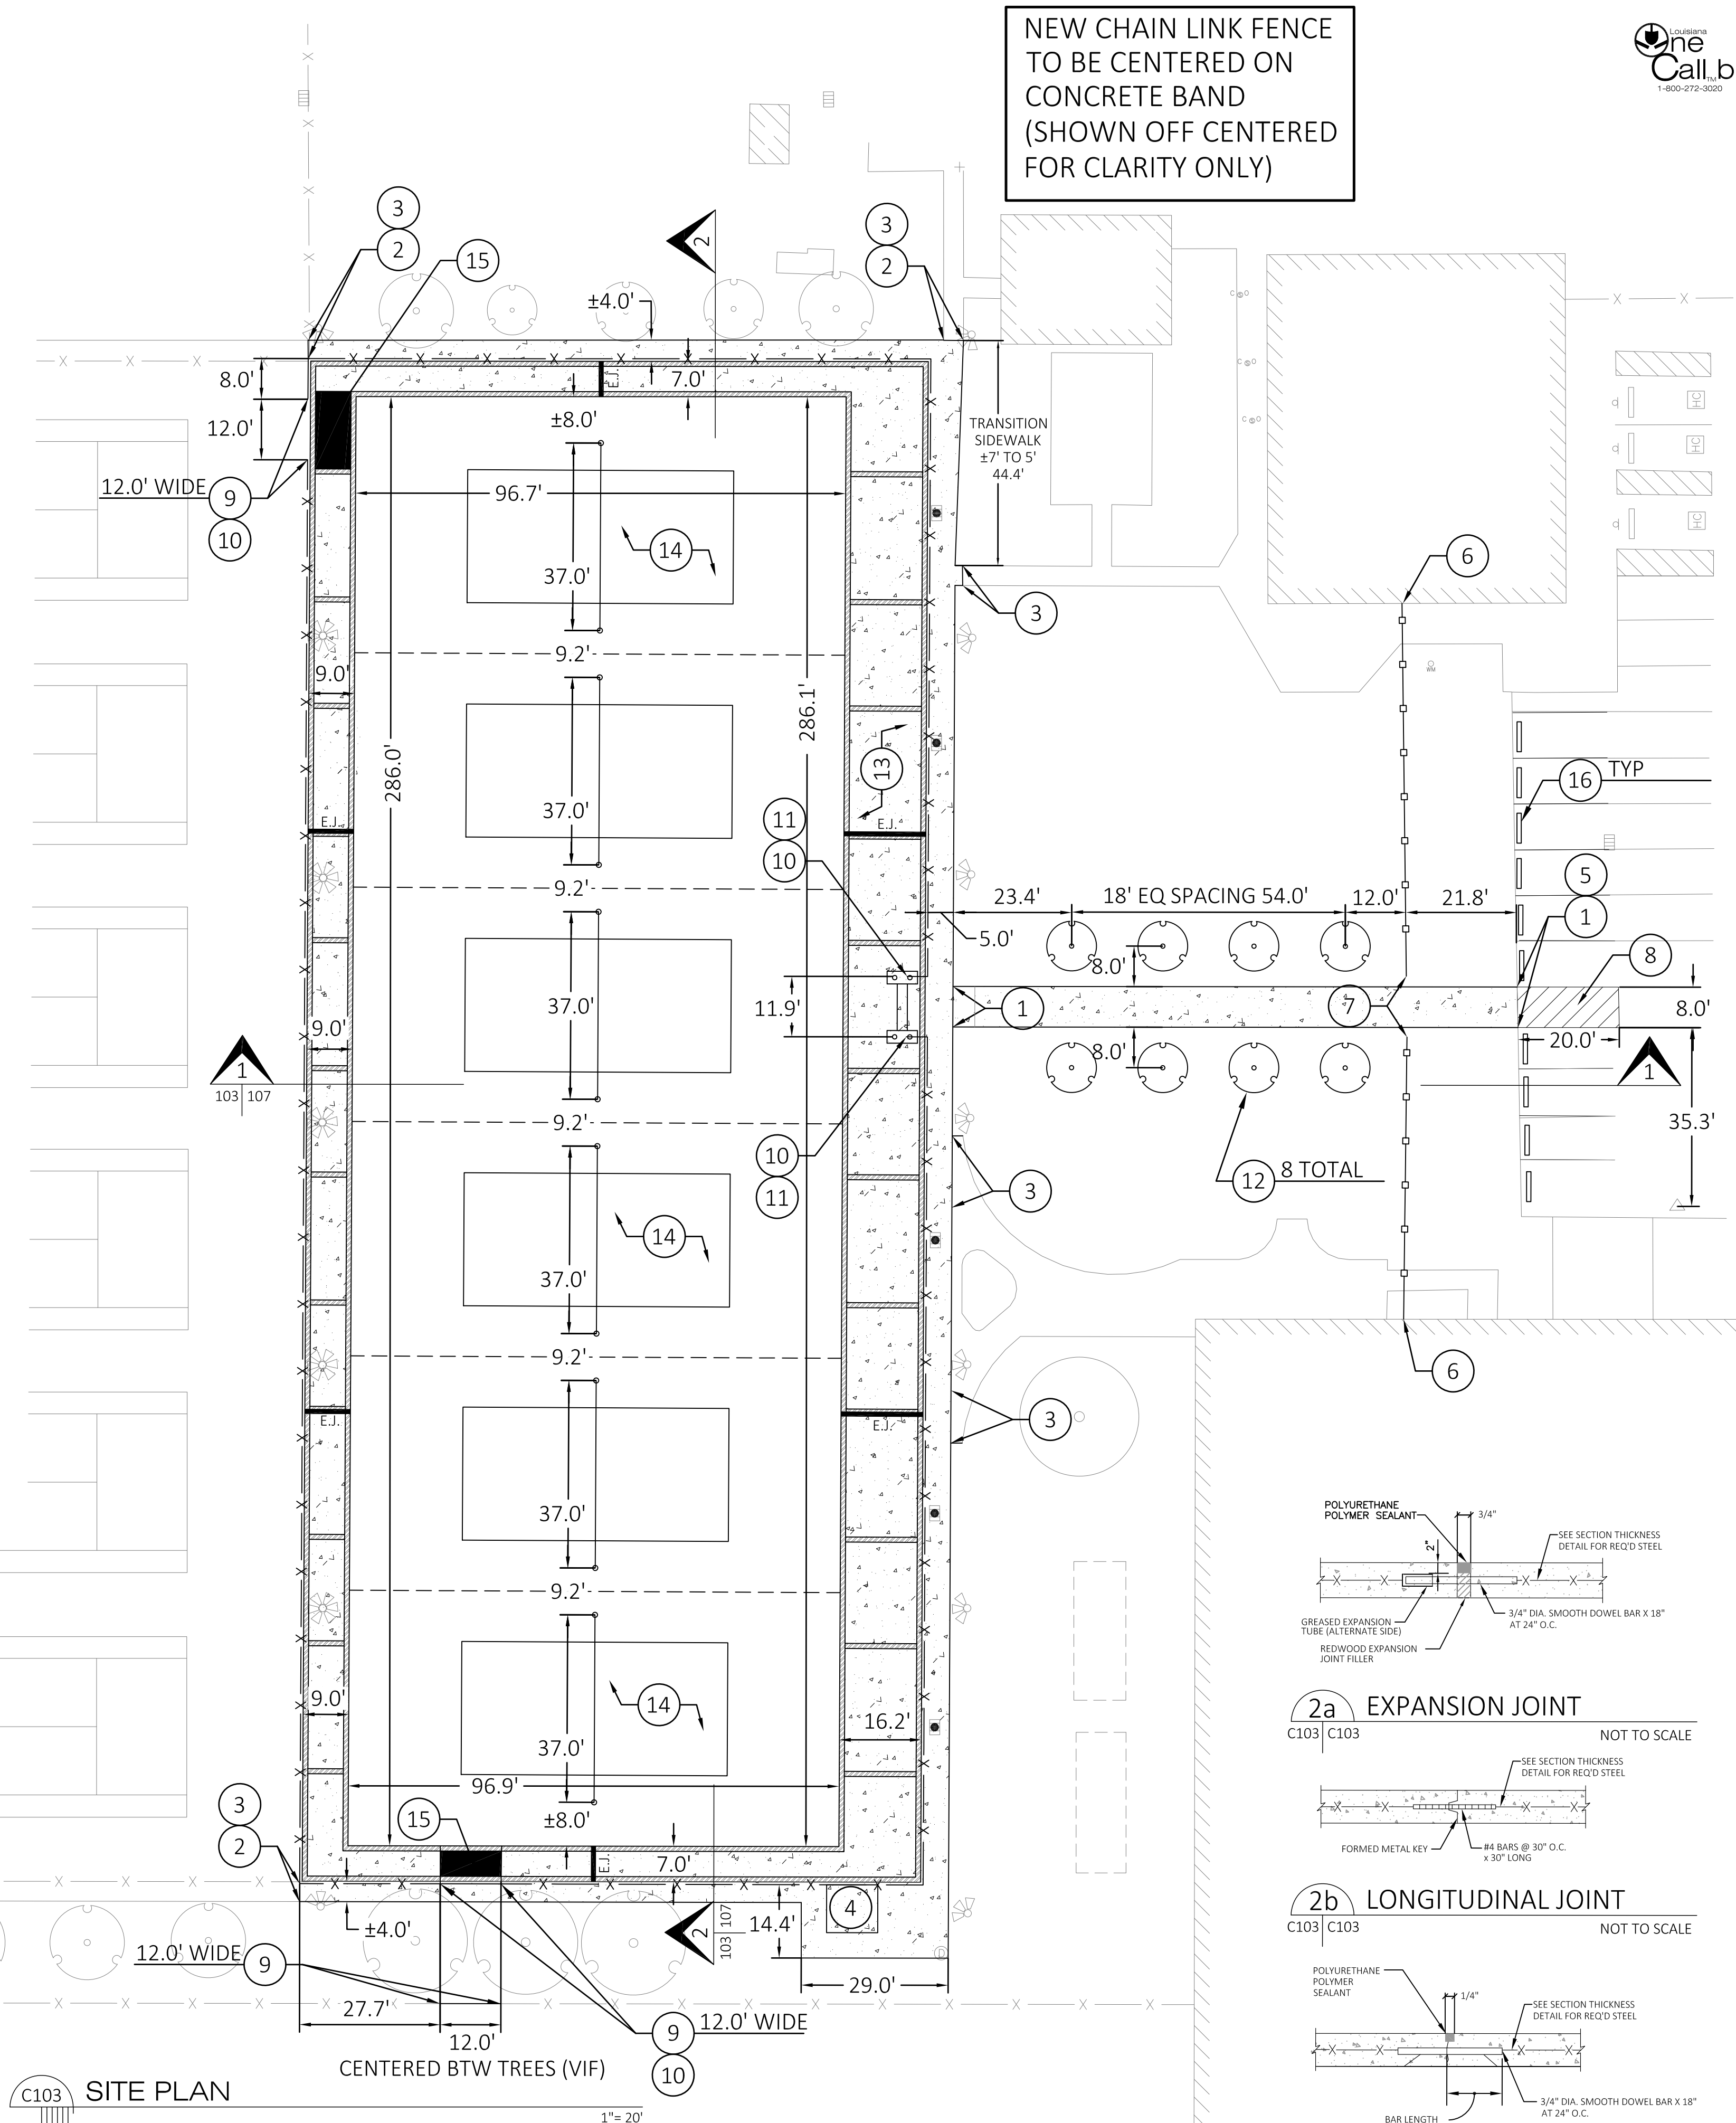 NEW CHAIN LINK FENCE
TO BE CENTERED ON
CONCRETE BAND
(SHOWN OFF CENTERED
FOR CLARITY ONLY)
Louisiana
One
Call
TM
b
1-800-272-3020
3
2
15
2
3
2
±4.0'
8.0'
E.J.
7.0'
±8.0'
12.0'
TRANSITION
SIDEWALK
±7' TO 5'
44.4'
12.0' WIDE
9
10
96.7'
14
37.0'
6
3
9.2'
9.0'
286.1'
286.0'
13
37.0'
16
TYP
E.J.
E.J.
11
10
9.2'
5
1
23.4'
18' EQ SPACING 54.0'
12.0'
21.8'
5.0'
8.0'
8
11.9'
37.0'
1
7
8.0'
9.0'
8.0'
20.0'
1
103
107
1
35.3'
9.2'
10
11
3
12
8 TOTAL
14
37.0'
9.2'
6
E.J.
E.J.
3
37.0'
9.2'
9.0'
14
16.2'
37.0'
96.9'
3
2
15
±8.0'
E.J.
7.0'
4
±4.0'
2
103
107
14.4'
12.0' WIDE
9
29.0'
27.7'
12.0'
9
12.0' WIDE
10
CENTERED BTW TREES (VIF)
C103
SITE PLAN
1"= 20'
HC
HC
HC
C S O
C S O
C S O
WM
D
POLYURETHANE
POLYMER SEALANT
3/4"
2"
SEE SECTION THICKNESS
DETAIL FOR REQ'D STEEL
GREASED EXPANSION
TUBE (ALTERNATE SIDE)
3/4" DIA. SMOOTH DOWEL BAR X 18"
AT 24" O.C.
REDWOOD EXPANSION
JOINT FILLER
2a
EXPANSION JOINT
C103
C103
NOT TO SCALE
SEE SECTION THICKNESS
DETAIL FOR REQ'D STEEL
FORMED METAL KEY
#4 BARS @ 30" O.C.
x 30" LONG
2b
LONGITUDINAL JOINT
C103
C103
NOT TO SCALE
POLYURETHANE
POLYMER
SEALANT
1/4"
SEE SECTION THICKNESS
DETAIL FOR REQ'D STEEL
3/4" DIA. SMOOTH DOWEL BAR X 18"
AT 24" O.C.
BAR LENGTH